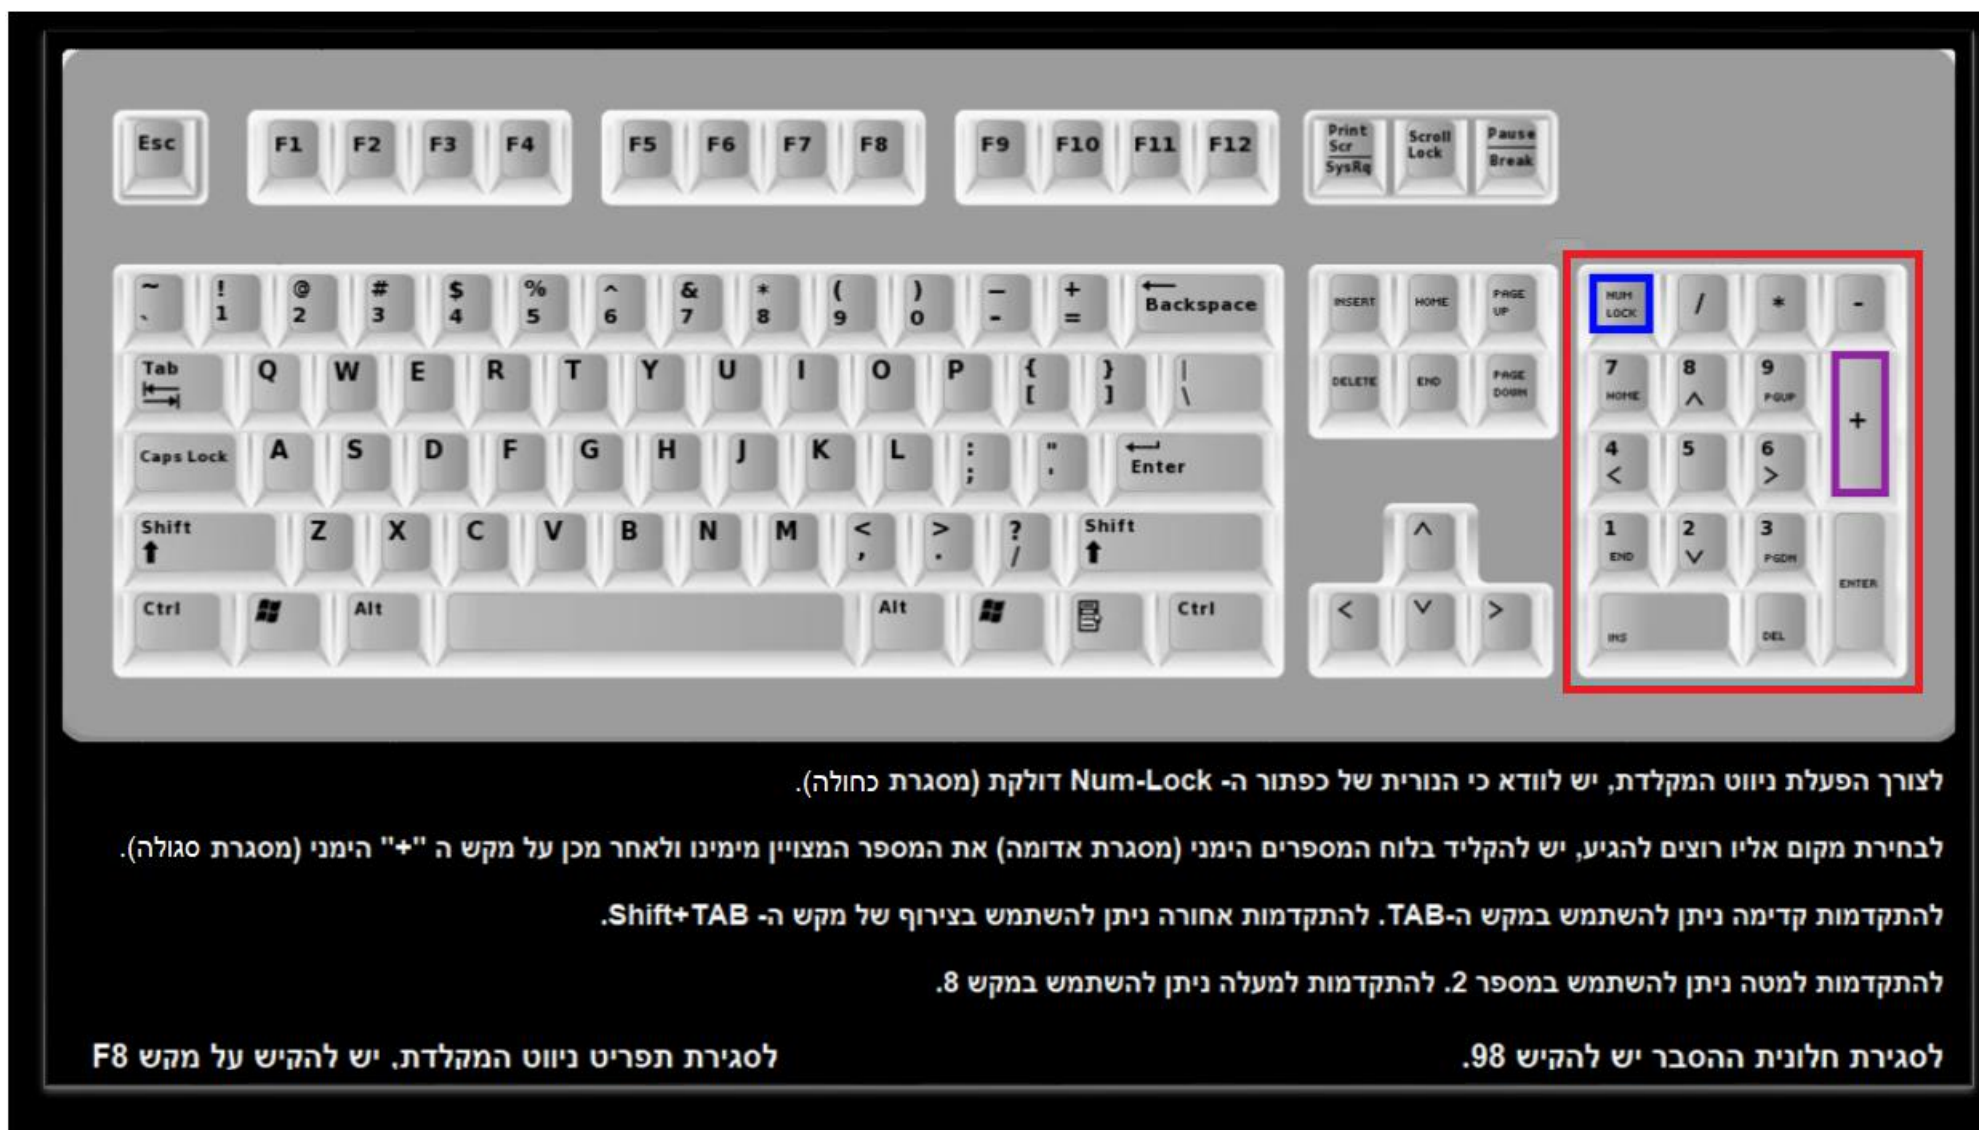 Esc F1 F2 F3 F4 F5 F6 F7 F8 F9 F10 F11 F12 Print Scr SysRq Scroll Lock Pause Break
~ ` ! 1 @ 2 # 3 $ 4 % 5 ^ 6 & 7 * 8 ( 9 ) 0 — - + = Backspace INSERT HOME PAGE UP NUM LOCK / * -
Tab Q W E R T Y U I O P { [ } ] | \ DELETE END PAGE DOWN 7 HOME 8 ^ 9 PGUP +
Caps Lock A S D F G H J K L : ; " ' Enter 4 < 5 6 >
Shift Z X C V B N M < , > . ? / Shift ^ 1 END 2 v 3 PGDN ENTER
Ctrl Alt Alt Ctrl < v > INS DEL
לצורך הפעלת ניווט המקלדת, יש לוודא כי הנורית של כפתור ה- Num-Lock דולקת (מסגרת כחולה).
לבחירת מקום אליו רוצים להגיע, יש להקליד בלוח המספרים הימני (מסגרת אדומה) את המספר המצויין מימינו ולאחר מכן על מקש ה "+" הימני (מסגרת סגולה).
להתקדמות קדימה ניתן להשתמש במקש ה-TAB. להתקדמות אחורה ניתן להשתמש בצירוף של מקש ה- Shift+TAB.
להתקדמות למטה ניתן להשתמש במספר 2. להתקדמות למעלה ניתן להשתמש במקש 8.
לסגירת חלונית ההסבר יש להקיש 98. לסגירת תפריט ניווט המקלדת, יש להקיש על מקש F8